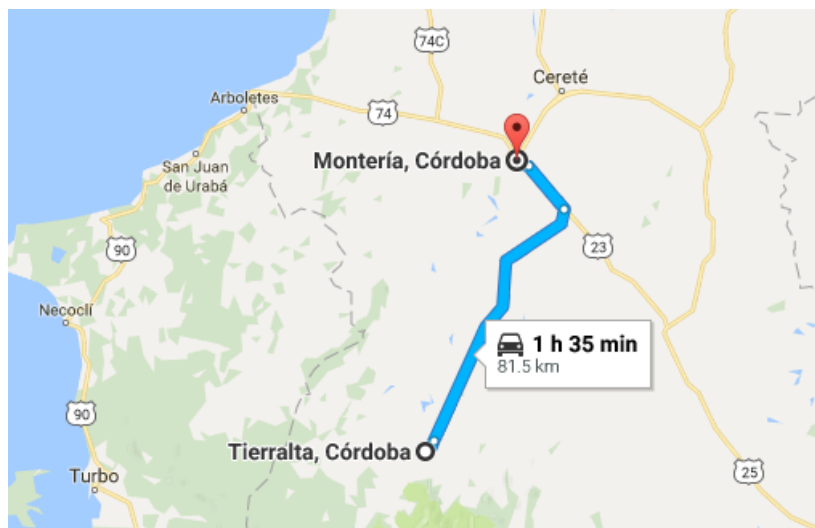 74C
Cereté
Arboletes
74
Montería, Córdoba
San Juan
de Urabá
90
23
Necoclí
1 h 35 min
81.5 km
90
Tierralta, Córdoba
Turbo
25